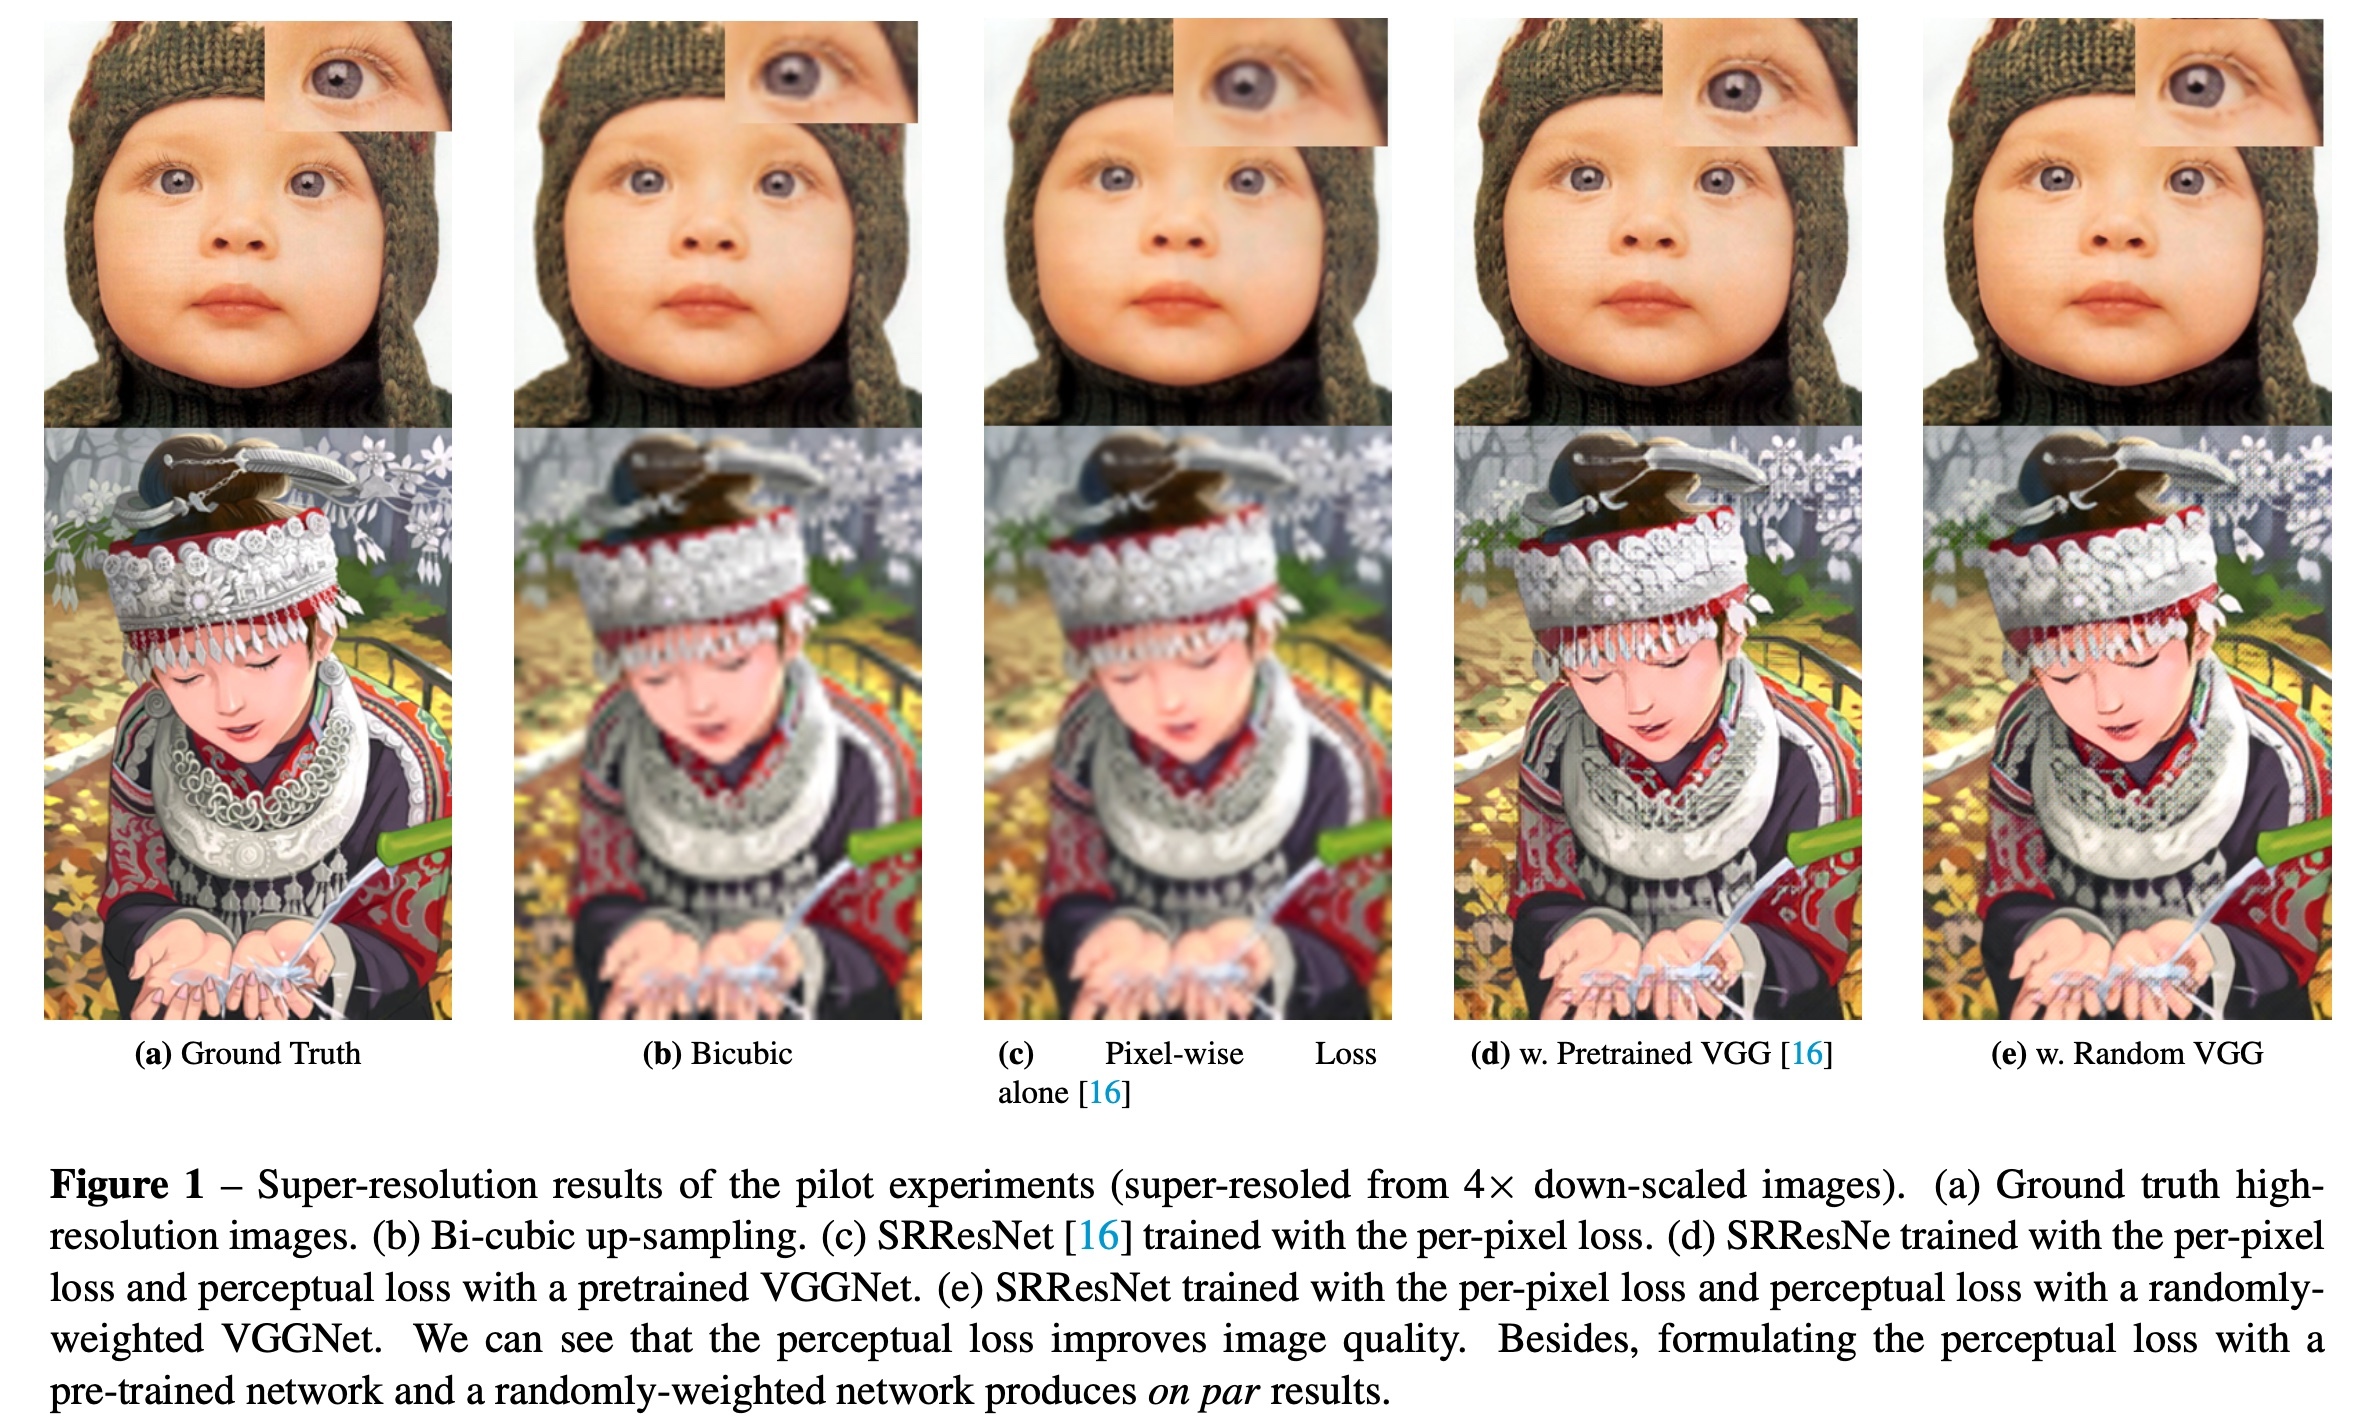 (a) Ground Truth
(b) Bicubic
(c) Pixel-wise Loss
alone [16]
(d) w. Pretrained VGG [16]
(e) w. Random VGG
Figure 1 – Super-resolution results of the pilot experiments (super-resoled from 4× down-scaled images). (a) Ground truth high-
resolution images. (b) Bi-cubic up-sampling. (c) SRResNet [16] trained with the per-pixel loss. (d) SRResNe trained with the per-pixel
loss and perceptual loss with a pretrained VGGNet. (e) SRResNet trained with the per-pixel loss and perceptual loss with a randomly-
weighted VGGNet. We can see that the perceptual loss improves image quality. Besides, formulating the perceptual loss with a
pre-trained network and a randomly-weighted network produces on par results.